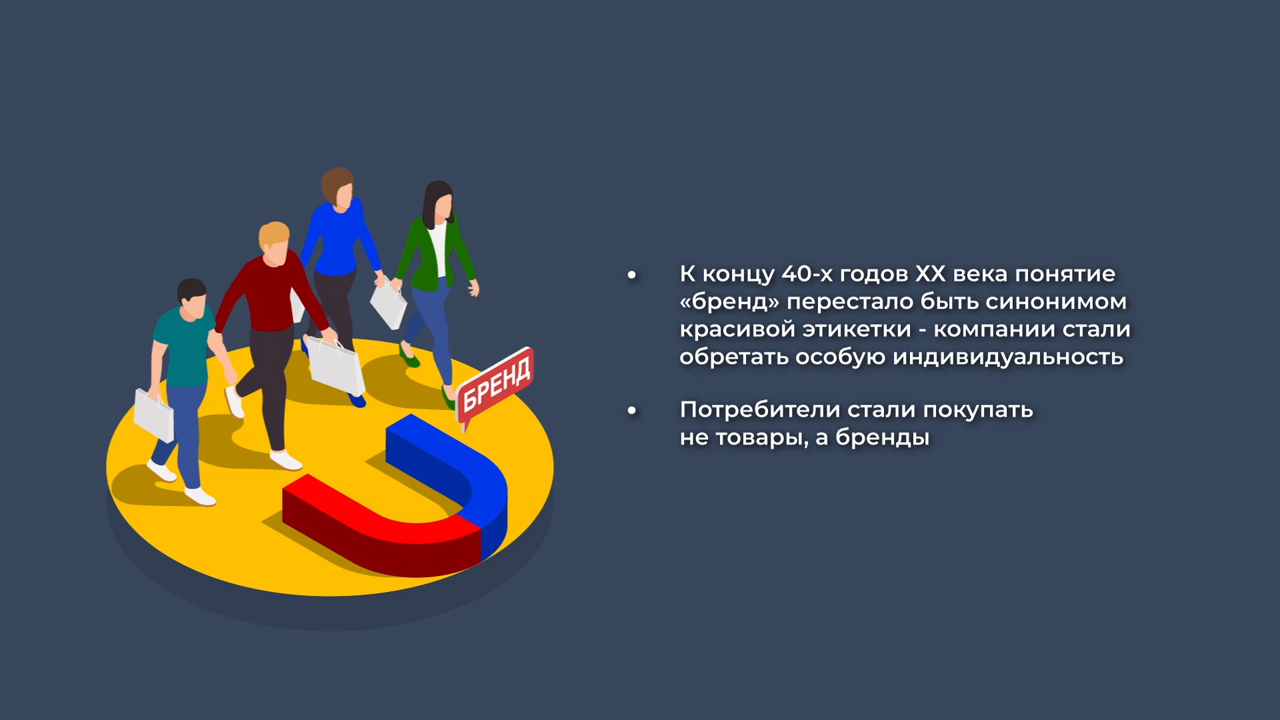 БРЕНД
• К концу 40-х годов XX века понятие
«бренд» перестало быть синонимом
красивой этикетки - компании стали
обретать особую индивидуальность
• Потребители стали покупать
не товары, а бренды